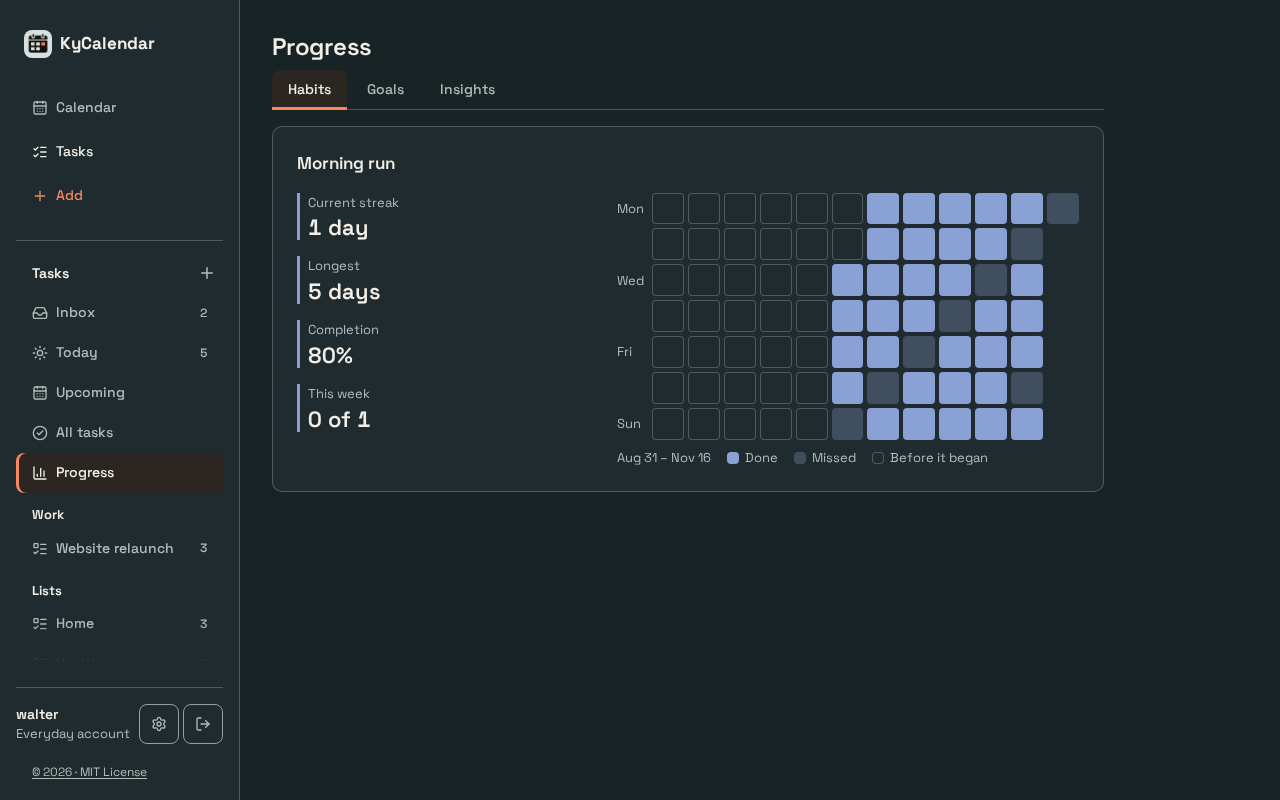 KyCalendar
Calendar
Tasks
Add
Tasks
Inbox 2
Today 5
Upcoming
All tasks
Progress
Work
Website relaunch 3
Lists
Home 3
walter
Everyday account
© 2026 · MIT License
Progress
Habits Goals Insights
Morning run
Current streak
1 day
Longest
5 days
Completion
80%
This week
0 of 1
Mon
Wed
Fri
Sun
Aug 31 – Nov 16 Done Missed Before it began